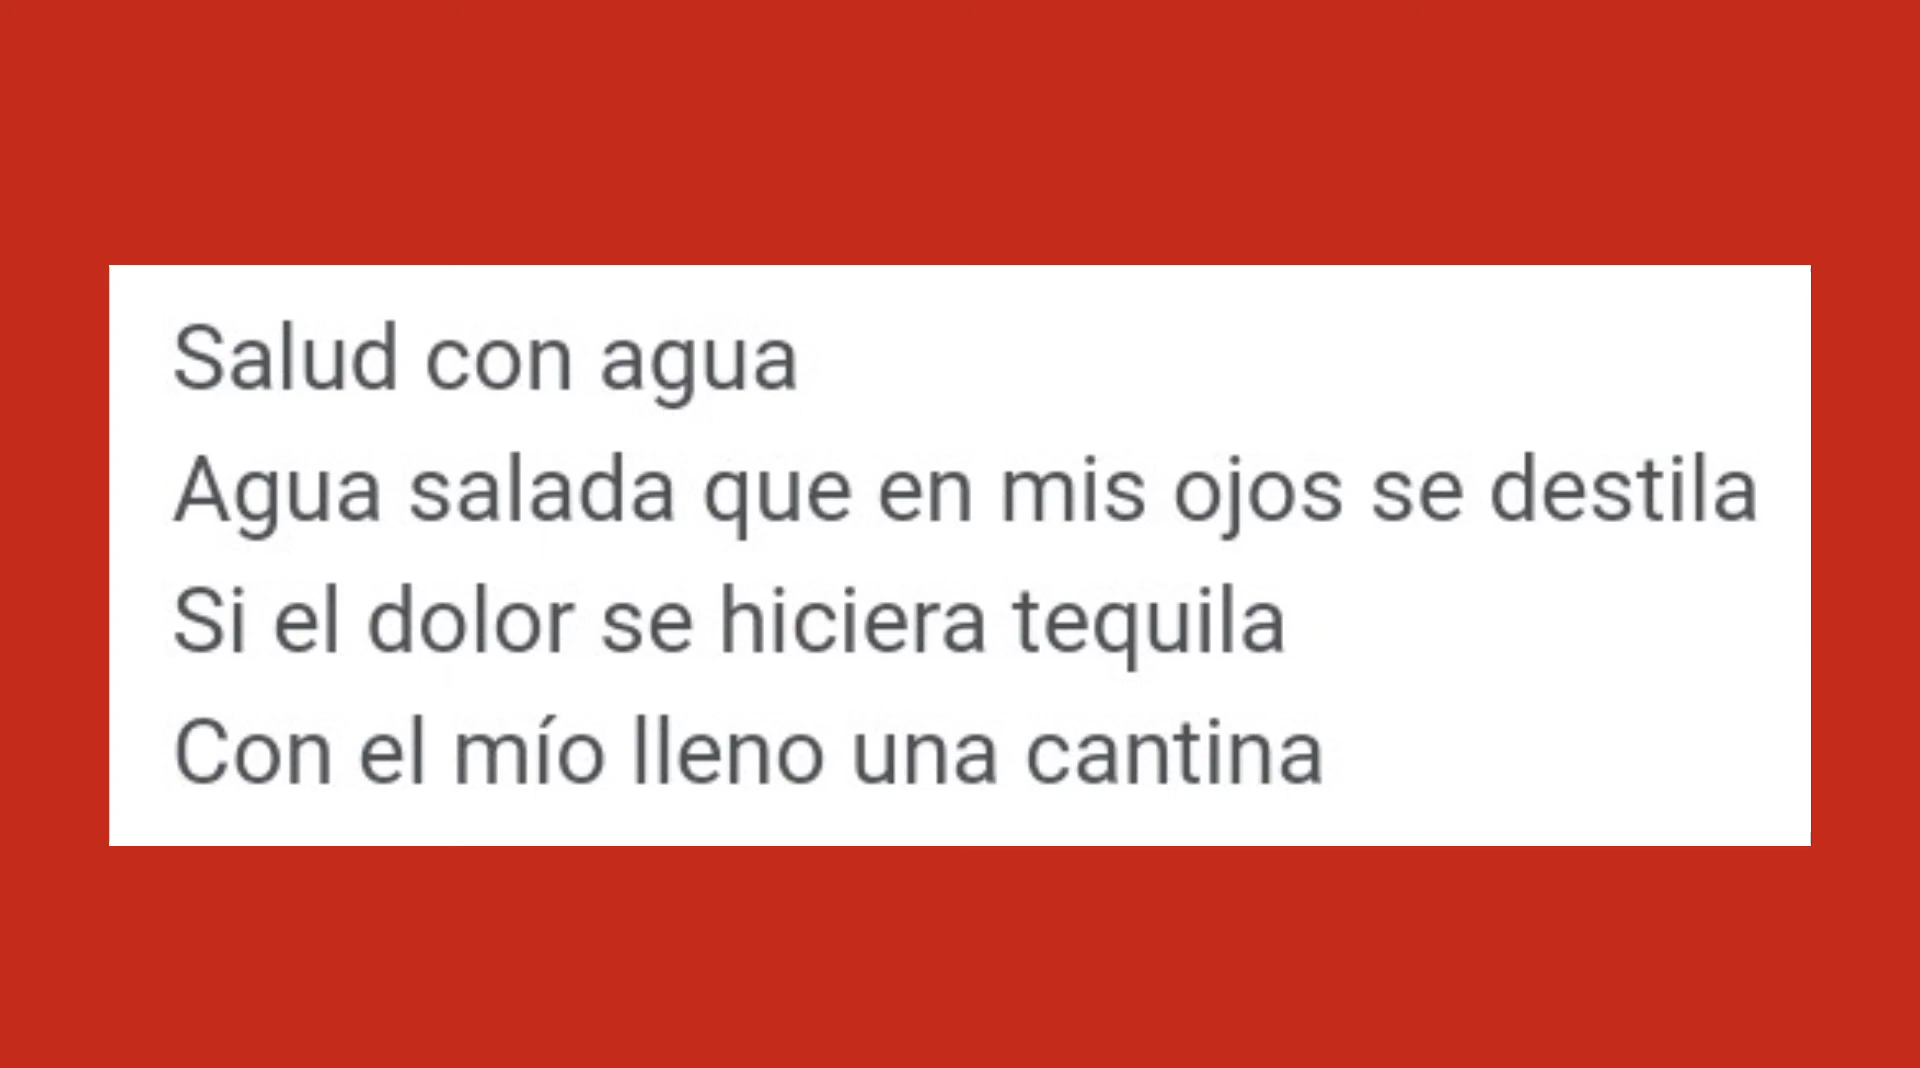 Salud con agua
Agua salada que en mis ojos se destila
Si el dolor se hiciera tequila
Con el mío lleno una cantina